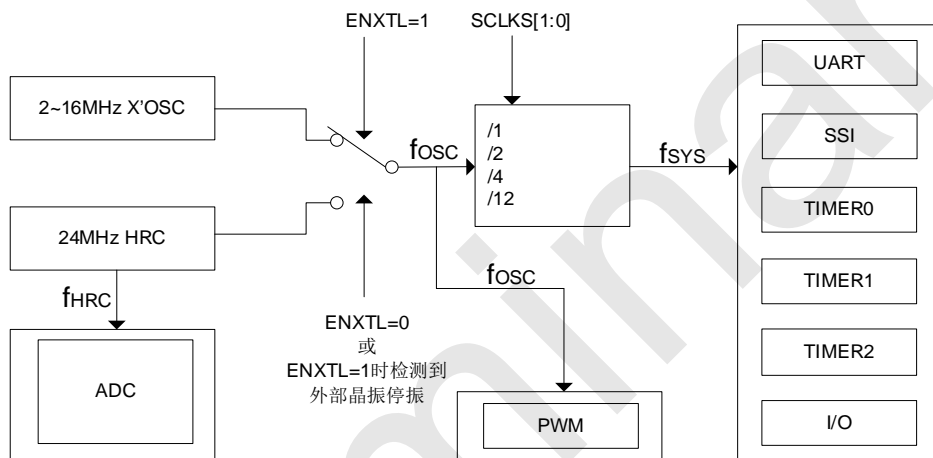 ENXTL=1
SCLKS[1:0]
2~16MHz X'OSC
/1
/2
/4
/12
fOSC
fSYS
24MHz HRC
fHRC
fOSC
ENXTL=0
或
ENXTL=1时检测到
外部晶振停振
ADC
PWM
UART
SSI
TIMER0
TIMER1
TIMER2
I/O